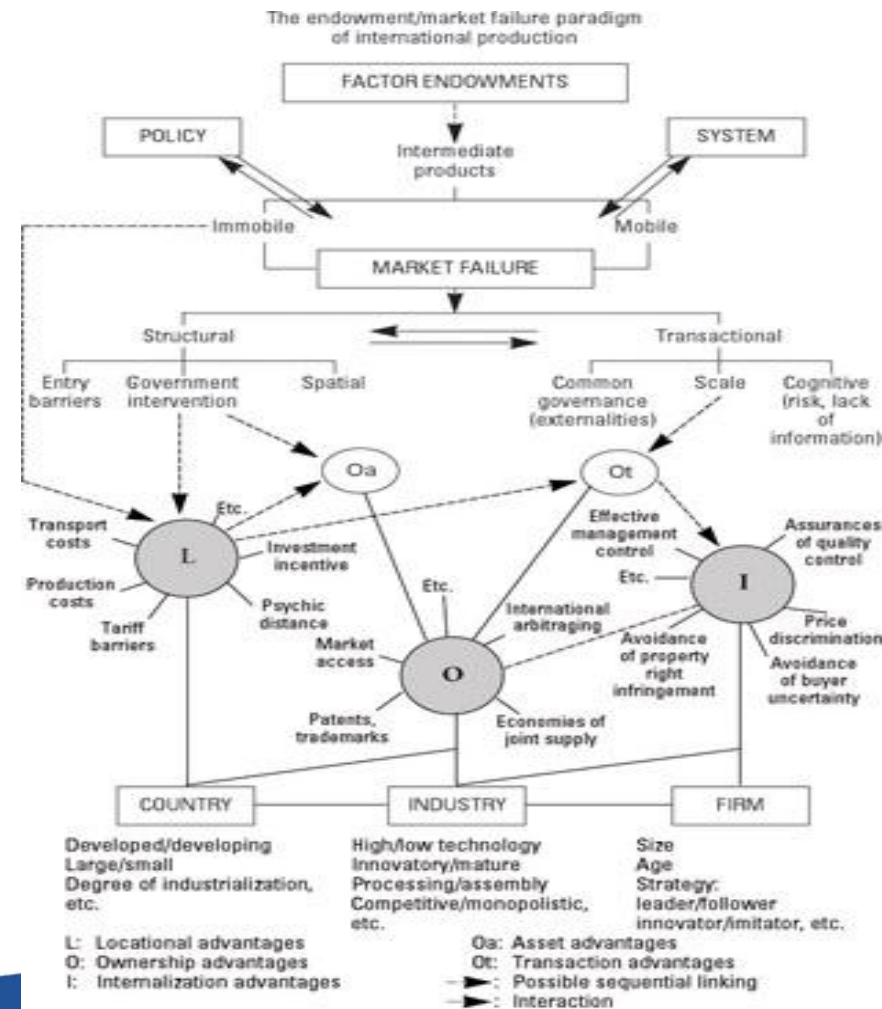 The endowment/market failure paradigm
of international production
FACTOR ENDOWMENTS
POLICY
SYSTEM
Intermediate
products
Immobile
Mobile
MARKET FAILURE
Structural
Transactional
Entry
barriers
Government
intervention
Spatial
Common
governance
(externalities)
Scale
Cognitive
(risk, lack
of
information)
Oa
Ot
Transport
costs
Etc.
L
Investment
incentive
Production
costs
Psychic
distance
Tariff
barriers
Effective
management
control
Assurances
of quality
control
Etc.
I
Price
discrimination
Avoidance
of property
right
infringement
Avoidance
of buyer
uncertainty
Etc.
International
arbitraging
Market
access
O
Patents,
trademarks
Economies of
joint supply
COUNTRY
INDUSTRY
FIRM
Developed/developing
Large/small
Degree of industrialization,
etc.
High/low technology
Innovatory/mature
Processing/assembly
Competitive/monopolistic,
etc.
Size
Age
Strategy:
leader/follower
innovator/imitator, etc.
L: Locational advantages
O: Ownership advantages
I: Internalization advantages
Oa: Asset advantages
Ot: Transaction advantages
: Possible sequential linking
: Interaction